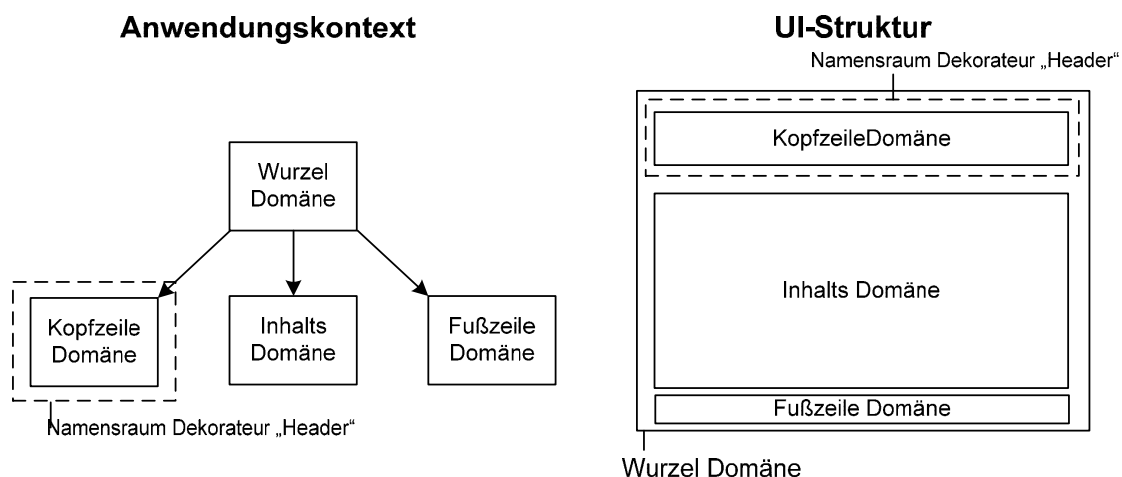 Anwendungskontext
Wurzel
Domäne
Kopfzeile
Domäne
Inhalts
Domäne
Fußzeile
Domäne
Namensraum Dekorateur „Header“
UI-Struktur
Namensraum Dekorateur „Header“
KopfzeileDomäne
Inhalts Domäne
Fußzeile Domäne
Wurzel Domäne